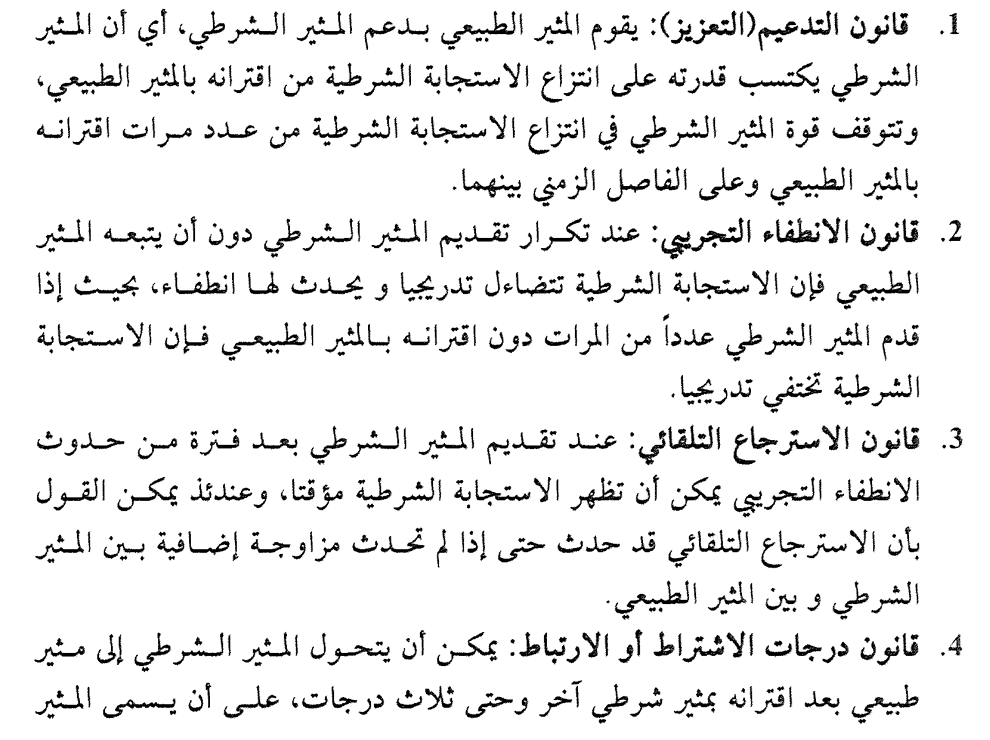 1. قانون التدعيم(التعزيز): يقوم المثير الطبيعي بدعم المثير الشرطي، أي أن المثير
الشرطي يكتسب قدرته على انتزاع الاستجابة الشرطية من اقترانه بالمثير الطبيعي،
وتتوقف قوة المثير الشرطي في انتزاع الاستجابة الشرطية من عدد مرات اقترانه
بالمثير الطبيعي وعلى الفاصل الزمني بينهما.
2. قانون الانطفاء التجريبي: عند تكرار تقديم المثير الشرطي دون أن يتبعه المثير
الطبيعي فإن الاستجابة الشرطية تتضاءل تدريجيا و يحدث لها انطفاء، بحيث إذا
قدم المثير الشرطي عدداً من المرات دون اقترانه بالمثير الطبيعي فإن الاستجابة
الشرطية تختفي تدريجيا.
3. قانون الاسترجاع التلقائي: عند تقديم المثير الشرطي بعد فترة من حدوث
الانطفاء التجريبي يمكن أن تظهر الاستجابة الشرطية مؤقتا، وعندئذ يمكن القول
بأن الاسترجاع التلقائي قد حدث حتى إذا لم تحدث مزاوجة إضافية بين المثير
الشرطي و بين المثير الطبيعي.
4. قانون درجات الاشتراط أو الارتباط: يمكن أن يتحول المثير الشرطي إلى مثير
طبيعي بعد اقترانه بمثير شرطي آخر وحتى ثلاث درجات، على أن يسمى المثير